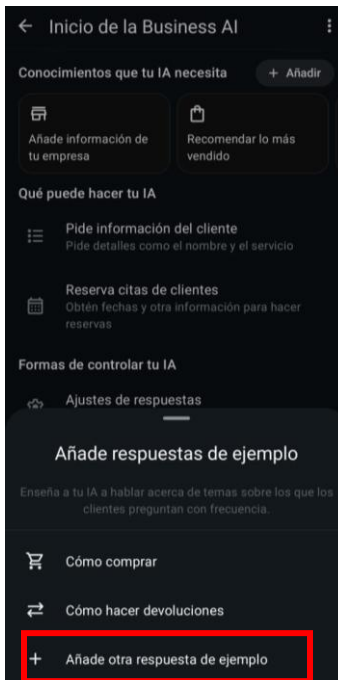 Inicio de la Business AI
Conocimientos que tu IA necesita
+ Añadir
Añade información de
tu empresa
Recomendar lo más
vendido
Qué puede hacer tu IA
Pide información del cliente
Pide detalles como el nombre y el servicio
Reserva citas de clientes
Obtén fechas y otra información para hacer
reservas
Formas de controlar tu IA
Ajustes de respuestas
Añade respuestas de ejemplo
Enseña a tu IA a hablar acerca de temas sobre los que los
clientes preguntan con frecuencia.
Cómo comprar
Cómo hacer devoluciones
+ Añade otra respuesta de ejemplo